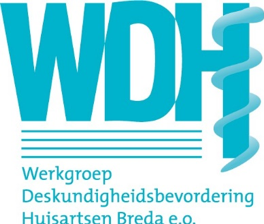 WDH
Werkgroep
Deskundigheidsbevordering
Huisartsen Breda e.o.